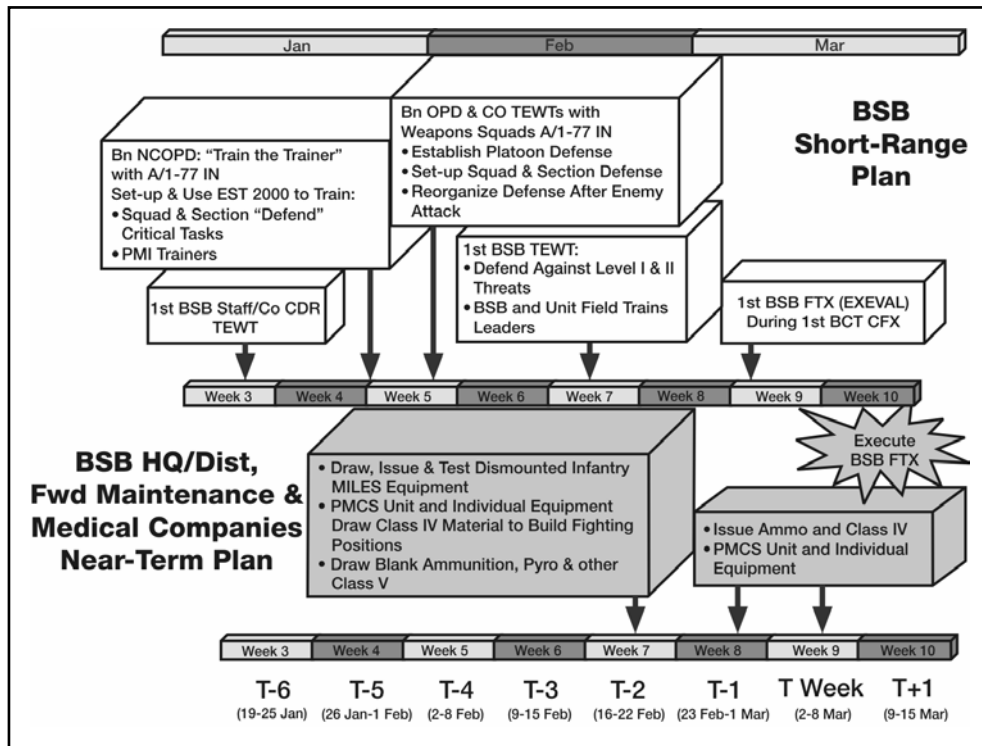 Jan Feb Mar
BSB
Short-Range
Plan
Bn NCOPD: “Train the Trainer”
with A/1-77 IN
Set-up & Use EST 2000 to Train:
• Squad & Section “Defend”
Critical Tasks
• PMI Trainers
Bn OPD & CO TEWTs with
Weapons Squads A/1-77 IN
• Establish Platoon Defense
• Set-up Squad & Section Defense
• Reorganize Defense After Enemy
Attack
1st BSB Staff/Co CDR
TEWT
1st BSB TEWT:
• Defend Against Level I & II
Threats
• BSB and Unit Field Trains
Leaders
1st BSB FTX (EXEVAL)
During 1st BCT CFX
Week 3 Week 4 Week 5 Week 6 Week 7 Week 8 Week 9 Week 10
BSB HQ/Dist,
Fwd Maintenance &
Medical Companies
Near-Term Plan
• Draw, Issue & Test Dismounted Infantry
MILES Equipment
• PMCS Unit and Individual Equipment
Draw Class IV Material to Build Fighting
Positions
• Draw Blank Ammunition, Pyro & other
Class V
Execute
BSB FTX
• Issue Ammo and Class IV
• PMCS Unit and Individual
Equipment
Week 3 Week 4 Week 5 Week 6 Week 7 Week 8 Week 9 Week 10
T-6 T-5 T-4 T-3 T-2 T-1 T Week T+1
(19-25 Jan) (26 Jan-1 Feb) (2-8 Feb) (9-15 Feb) (16-22 Feb) (23 Feb-1 Mar) (2-8 Mar) (9-15 Mar)